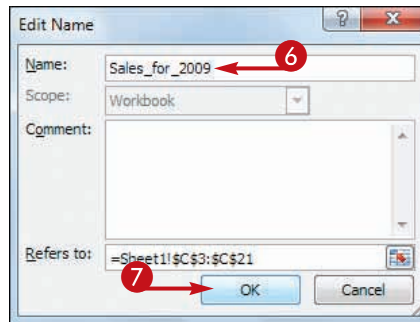 Edit Name
Name: Sales_for_2009 6
Scope: Workbook
Comment:
Refers to: =Sheet1!$C$3:$C$21
7 OK Cancel